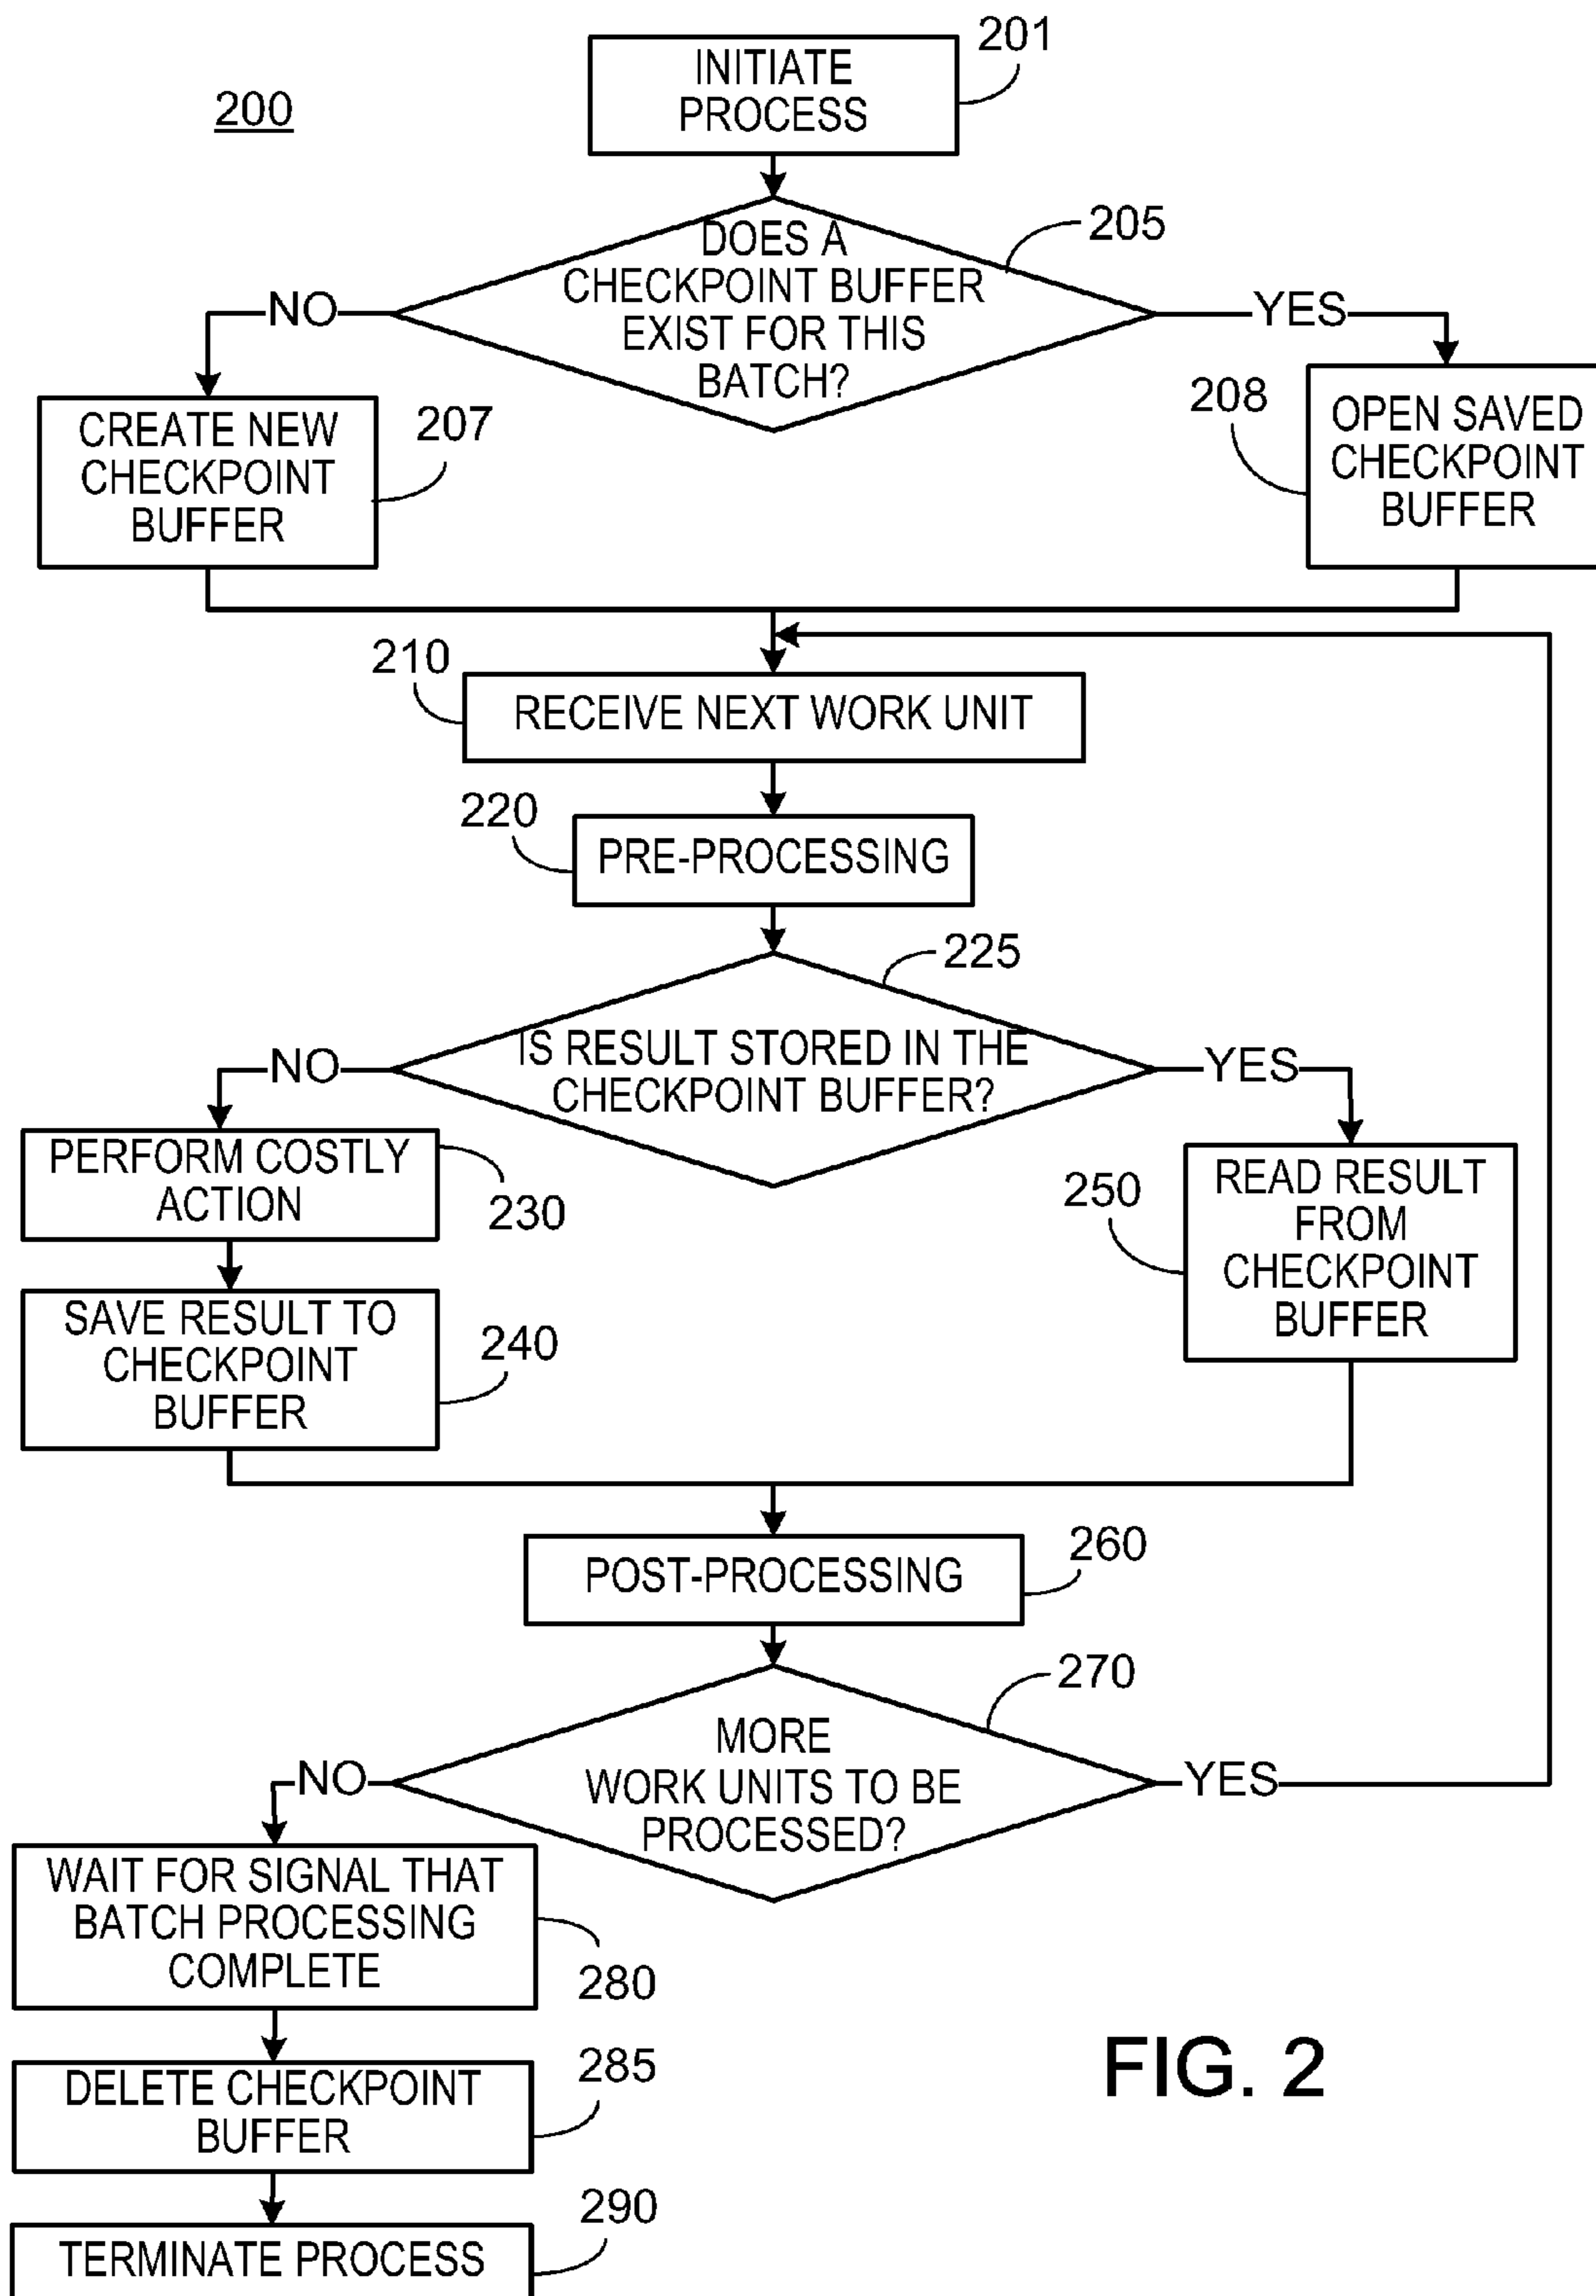 201
INITIATE
PROCESS
200
205
DOES A
CHECKPOINT BUFFER
EXIST FOR THIS
BATCH?
NO
YES
207
CREATE NEW
CHECKPOINT
BUFFER
208
OPEN SAVED
CHECKPOINT
BUFFER
210
RECEIVE NEXT WORK UNIT
220
PRE-PROCESSING
225
IS RESULT STORED IN THE
CHECKPOINT BUFFER?
NO
YES
PERFORM COSTLY
ACTION
230
250
READ RESULT
FROM
CHECKPOINT
BUFFER
SAVE RESULT TO
CHECKPOINT
BUFFER
240
POST-PROCESSING
260
270
MORE
WORK UNITS TO BE
PROCESSED?
NO
YES
WAIT FOR SIGNAL THAT
BATCH PROCESSING
COMPLETE
280
DELETE CHECKPOINT
BUFFER
285
TERMINATE PROCESS
290
FIG. 2